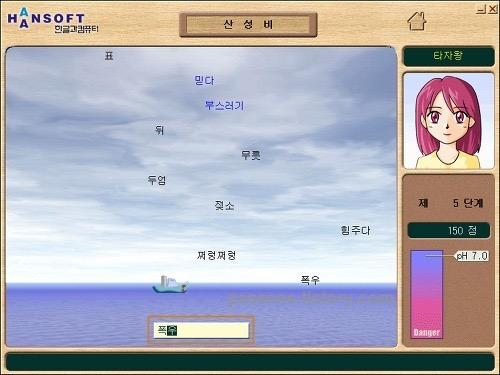 HANSOFT
한글과컴퓨터
산성비
표
믿다
부스러기
뒤
무릇
두엄
젖소
힘주다
쩌렁쩌렁
폭우
폭우
타자왕
제 5 단계
150 점
pH 7.0
Danger